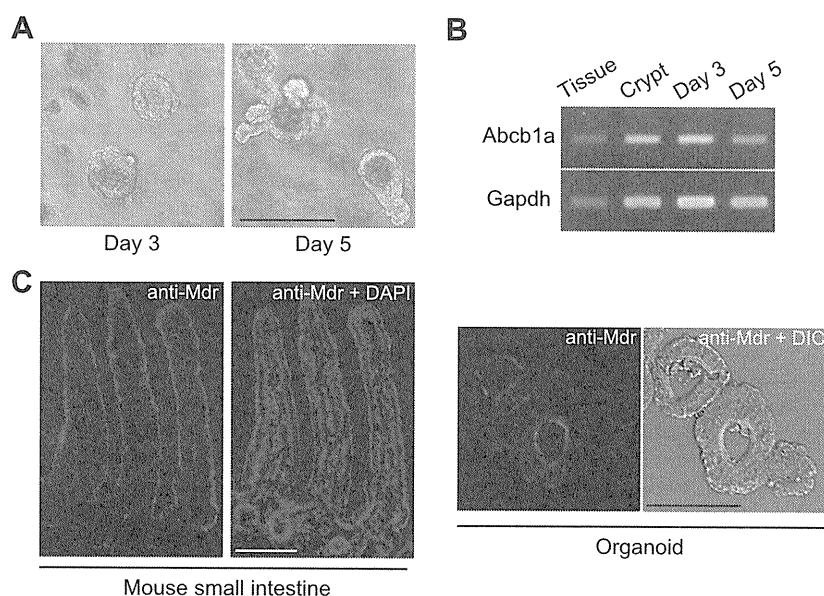 A
Day 3
Day 5
B
Tissue
Crypt
Day 3
Day 5
Abcb1a
Gapdh
C
anti-Mdr
anti-Mdr + DAPI
Mouse small intestine
anti-Mdr
anti-Mdr + DIC
Organoid